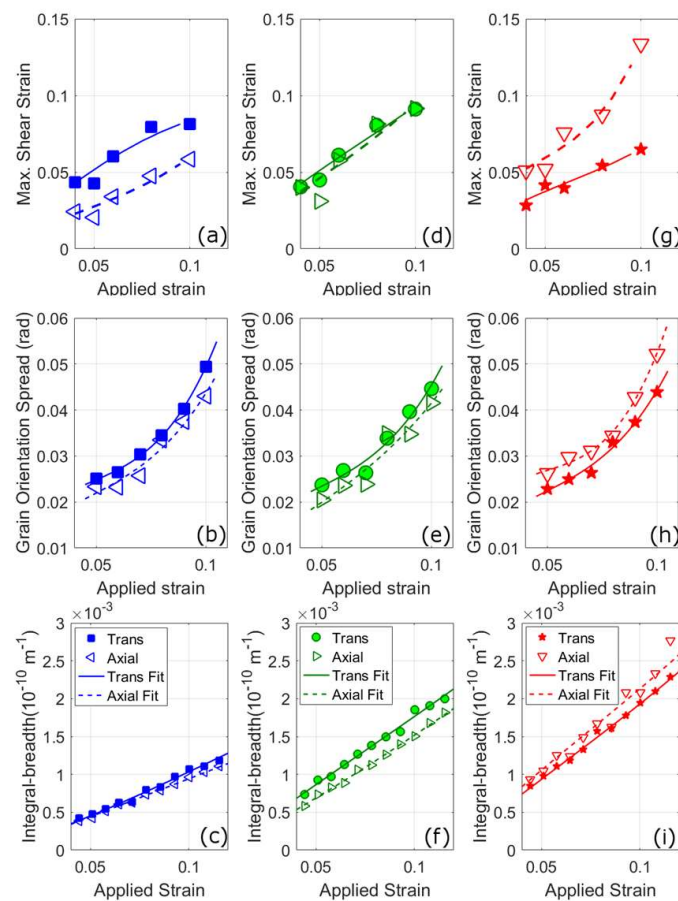 Max. Shear Strain
0.15
0.1
0.05
0
0.05
0.1
Applied strain
(a)
Max. Shear Strain
0.15
0.1
0.05
0
0.05
0.1
Applied strain
(d)
Max. Shear Strain
0.15
0.1
0.05
0
0.05
0.1
Applied strain
(g)
Grain Orientation Spread (rad)
0.06
0.05
0.04
0.03
0.02
0.01
0.05
0.1
Applied strain
(b)
Grain Orientation Spread (rad)
0.06
0.05
0.04
0.03
0.02
0.01
0.05
0.1
Applied strain
(e)
Grain Orientation Spread (rad)
0.06
0.05
0.04
0.03
0.02
0.01
0.05
0.1
Applied strain
(h)
×10⁻³
Integral-breadth(10⁻¹⁰ m⁻¹)
3
2.5
2
1.5
1
0.5
0
0.05
0.1
Applied Strain
Trans
Axial
Trans Fit
Axial Fit
(c)
×10⁻³
Integral-breadth(10⁻¹⁰ m⁻¹)
3
2.5
2
1.5
1
0.5
0
0.05
0.1
Applied Strain
Trans
Axial
Trans Fit
Axial Fit
(f)
×10⁻³
Integral-breadth(10⁻¹⁰ m⁻¹)
3
2.5
2
1.5
1
0.5
0
0.05
0.1
Applied Strain
Trans
Axial
Trans Fit
Axial Fit
(i)